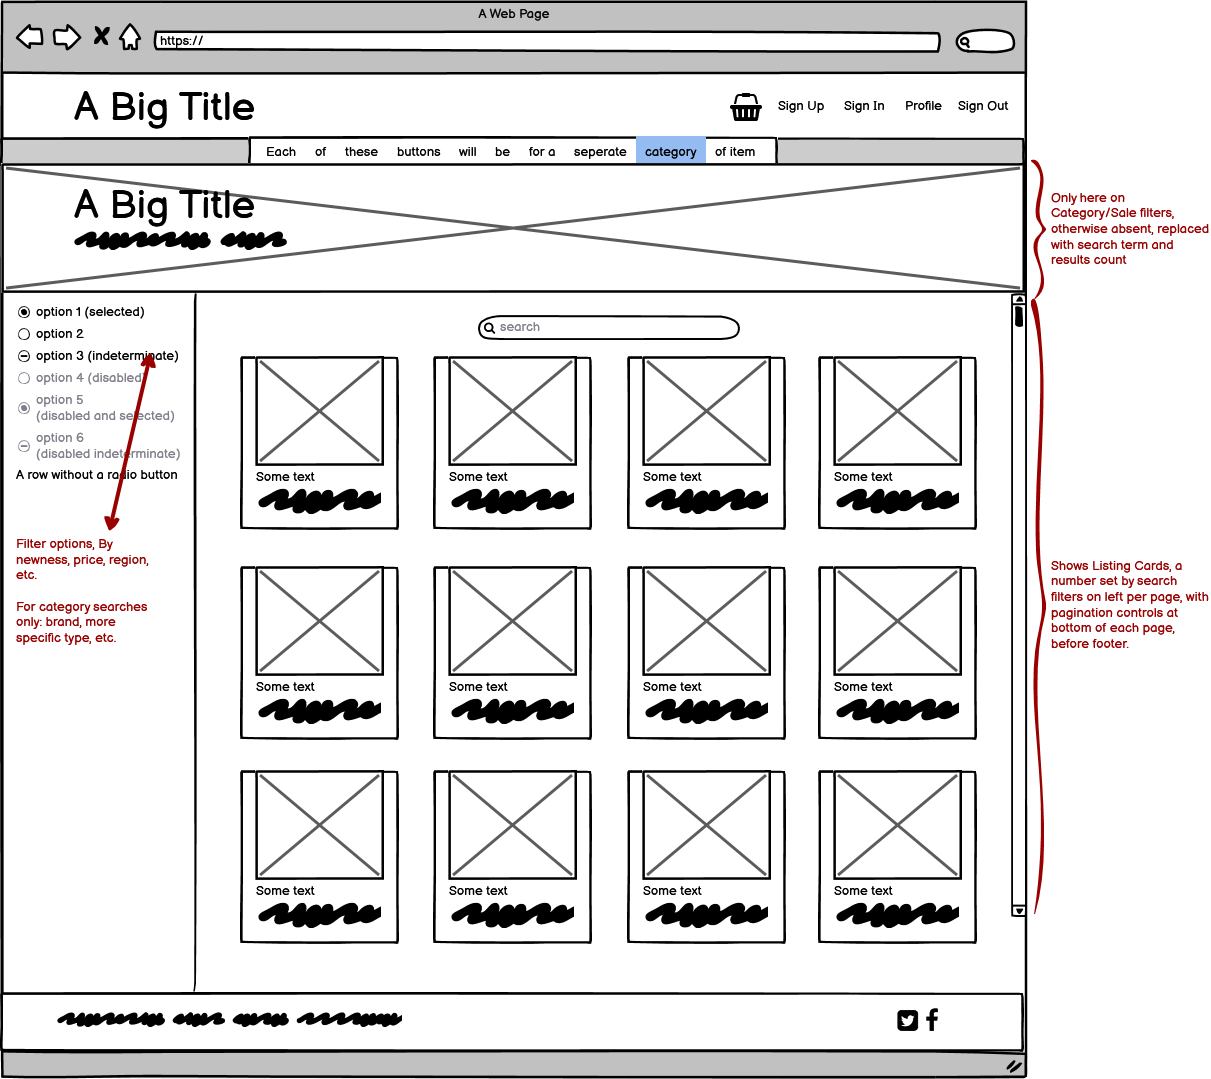 A Web Page
https://
A Big Title
Sign Up Sign In Profile Sign Out
Each of these buttons will be for a seperate category of item
A Big Title
Only here on
Category/Sale filters,
otherwise absent, replaced
with search term and
results count
option 1 (selected)
option 2
option 3 (indeterminate)
option 4 (disabled)
option 5
(disabled and selected)
option 6
(disabled indeterminate)
A row without a radio button
Filter options, By
newness, price, region,
etc.
For category searches
only: brand, more
specific type, etc.
search
Some text Some text Some text Some text
Some text Some text Some text Some text
Some text Some text Some text Some text
Shows Listing Cards, a
number set by search
filters on left per page, with
pagination controls at
bottom of each page,
before footer.